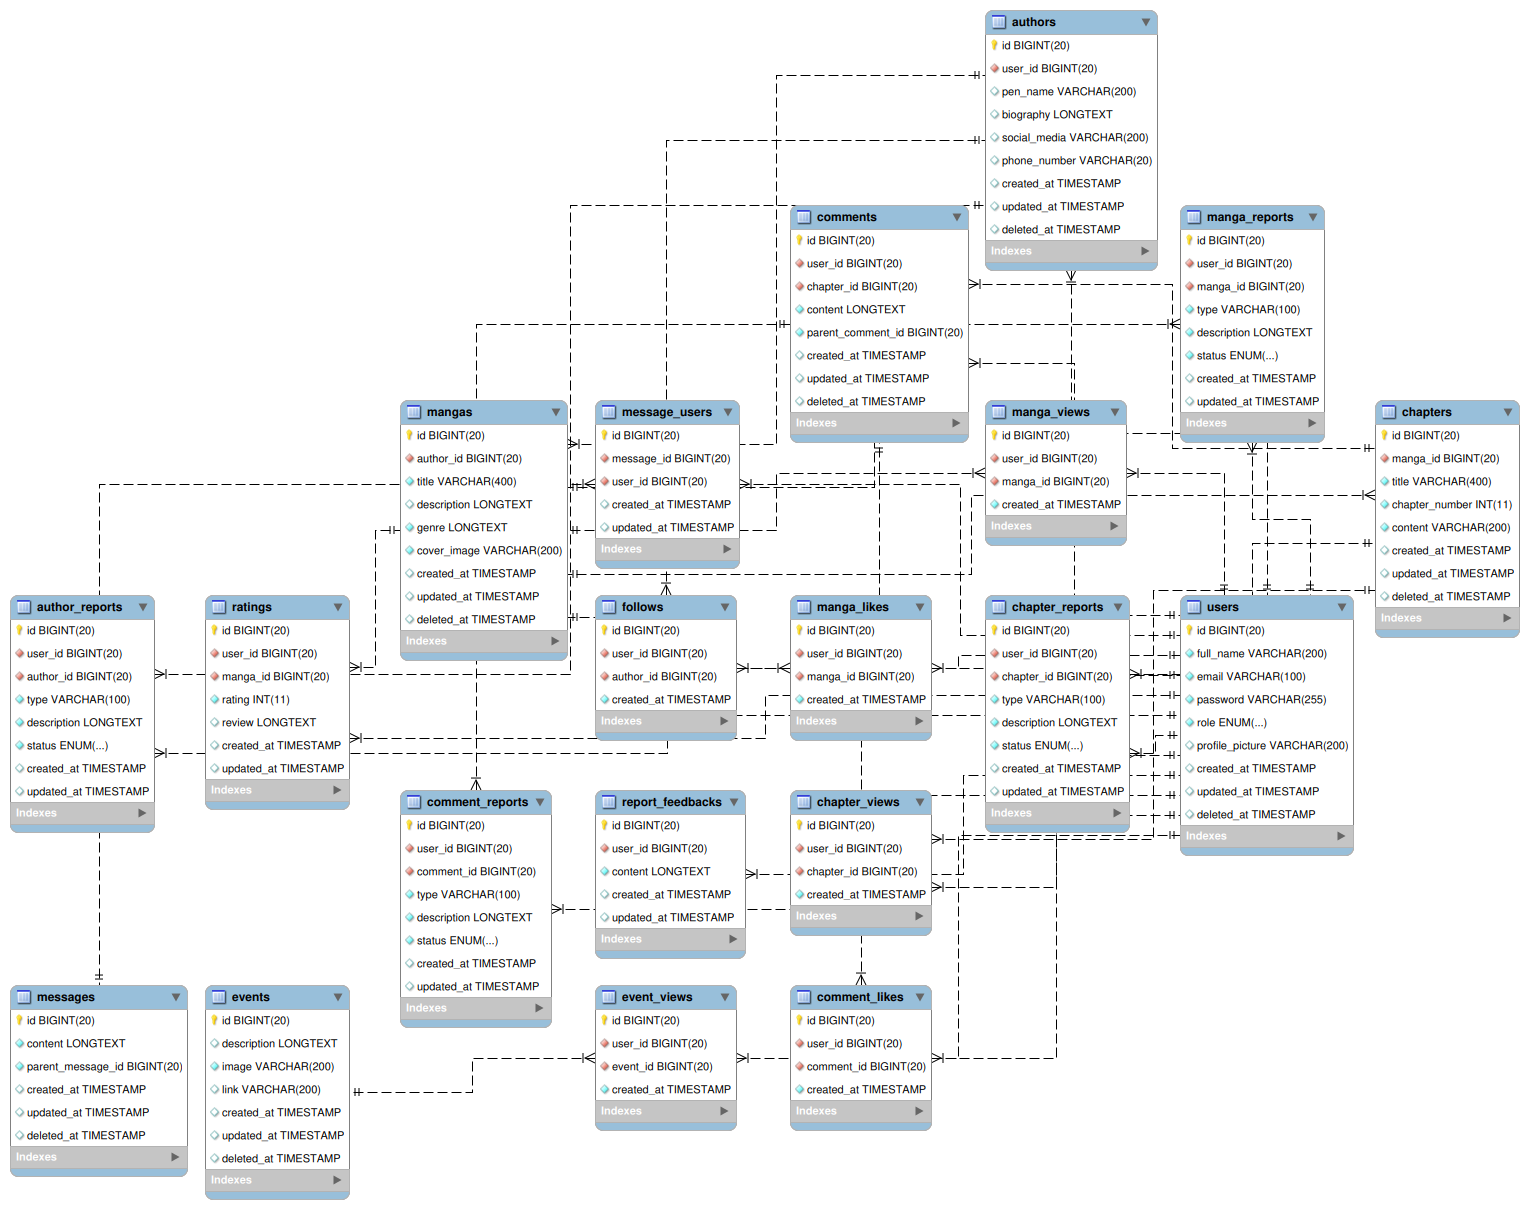 authors
id BIGINT(20)
user_id BIGINT(20)
pen_name VARCHAR(200)
biography LONGTEXT
social_media VARCHAR(200)
phone_number VARCHAR(20)
created_at TIMESTAMP
updated_at TIMESTAMP
deleted_at TIMESTAMP
Indexes
comments
id BIGINT(20)
user_id BIGINT(20)
chapter_id BIGINT(20)
content LONGTEXT
parent_comment_id BIGINT(20)
created_at TIMESTAMP
updated_at TIMESTAMP
deleted_at TIMESTAMP
Indexes
manga_reports
id BIGINT(20)
user_id BIGINT(20)
manga_id BIGINT(20)
type VARCHAR(100)
description LONGTEXT
status ENUM(...)
created_at TIMESTAMP
updated_at TIMESTAMP
Indexes
mangas
id BIGINT(20)
author_id BIGINT(20)
title VARCHAR(400)
description LONGTEXT
genre LONGTEXT
cover_image VARCHAR(200)
created_at TIMESTAMP
updated_at TIMESTAMP
deleted_at TIMESTAMP
Indexes
message_users
id BIGINT(20)
message_id BIGINT(20)
user_id BIGINT(20)
created_at TIMESTAMP
updated_at TIMESTAMP
Indexes
manga_views
id BIGINT(20)
user_id BIGINT(20)
manga_id BIGINT(20)
created_at TIMESTAMP
Indexes
chapters
id BIGINT(20)
manga_id BIGINT(20)
title VARCHAR(400)
chapter_number INT(11)
content VARCHAR(200)
created_at TIMESTAMP
updated_at TIMESTAMP
deleted_at TIMESTAMP
Indexes
author_reports
id BIGINT(20)
user_id BIGINT(20)
author_id BIGINT(20)
type VARCHAR(100)
description LONGTEXT
status ENUM(...)
created_at TIMESTAMP
updated_at TIMESTAMP
Indexes
ratings
id BIGINT(20)
user_id BIGINT(20)
manga_id BIGINT(20)
rating INT(11)
review LONGTEXT
created_at TIMESTAMP
updated_at TIMESTAMP
Indexes
follows
id BIGINT(20)
user_id BIGINT(20)
author_id BIGINT(20)
created_at TIMESTAMP
Indexes
manga_likes
id BIGINT(20)
user_id BIGINT(20)
manga_id BIGINT(20)
created_at TIMESTAMP
Indexes
chapter_reports
id BIGINT(20)
user_id BIGINT(20)
chapter_id BIGINT(20)
type VARCHAR(100)
description LONGTEXT
status ENUM(...)
created_at TIMESTAMP
updated_at TIMESTAMP
Indexes
users
id BIGINT(20)
full_name VARCHAR(200)
email VARCHAR(100)
password VARCHAR(255)
role ENUM(...)
profile_picture VARCHAR(200)
created_at TIMESTAMP
updated_at TIMESTAMP
deleted_at TIMESTAMP
Indexes
comment_reports
id BIGINT(20)
user_id BIGINT(20)
comment_id BIGINT(20)
type VARCHAR(100)
description LONGTEXT
status ENUM(...)
created_at TIMESTAMP
updated_at TIMESTAMP
Indexes
report_feedbacks
id BIGINT(20)
user_id BIGINT(20)
content LONGTEXT
created_at TIMESTAMP
updated_at TIMESTAMP
Indexes
chapter_views
id BIGINT(20)
user_id BIGINT(20)
chapter_id BIGINT(20)
created_at TIMESTAMP
Indexes
messages
id BIGINT(20)
content LONGTEXT
parent_message_id BIGINT(20)
created_at TIMESTAMP
updated_at TIMESTAMP
deleted_at TIMESTAMP
Indexes
events
id BIGINT(20)
description LONGTEXT
image VARCHAR(200)
link VARCHAR(200)
created_at TIMESTAMP
updated_at TIMESTAMP
deleted_at TIMESTAMP
Indexes
event_views
id BIGINT(20)
user_id BIGINT(20)
event_id BIGINT(20)
created_at TIMESTAMP
Indexes
comment_likes
id BIGINT(20)
user_id BIGINT(20)
comment_id BIGINT(20)
created_at TIMESTAMP
Indexes